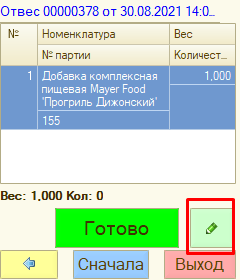 Отвес 00000378 от 30.08.2021 14:0...
№ Номенклатура Вес
№ партии Количест...
1 Добавка комплексная 1,000
пищевая Mayer Food
'Прогриль Дижонский'
155
Вес: 1,000 Кол: 0
Готово
Сначала Выход